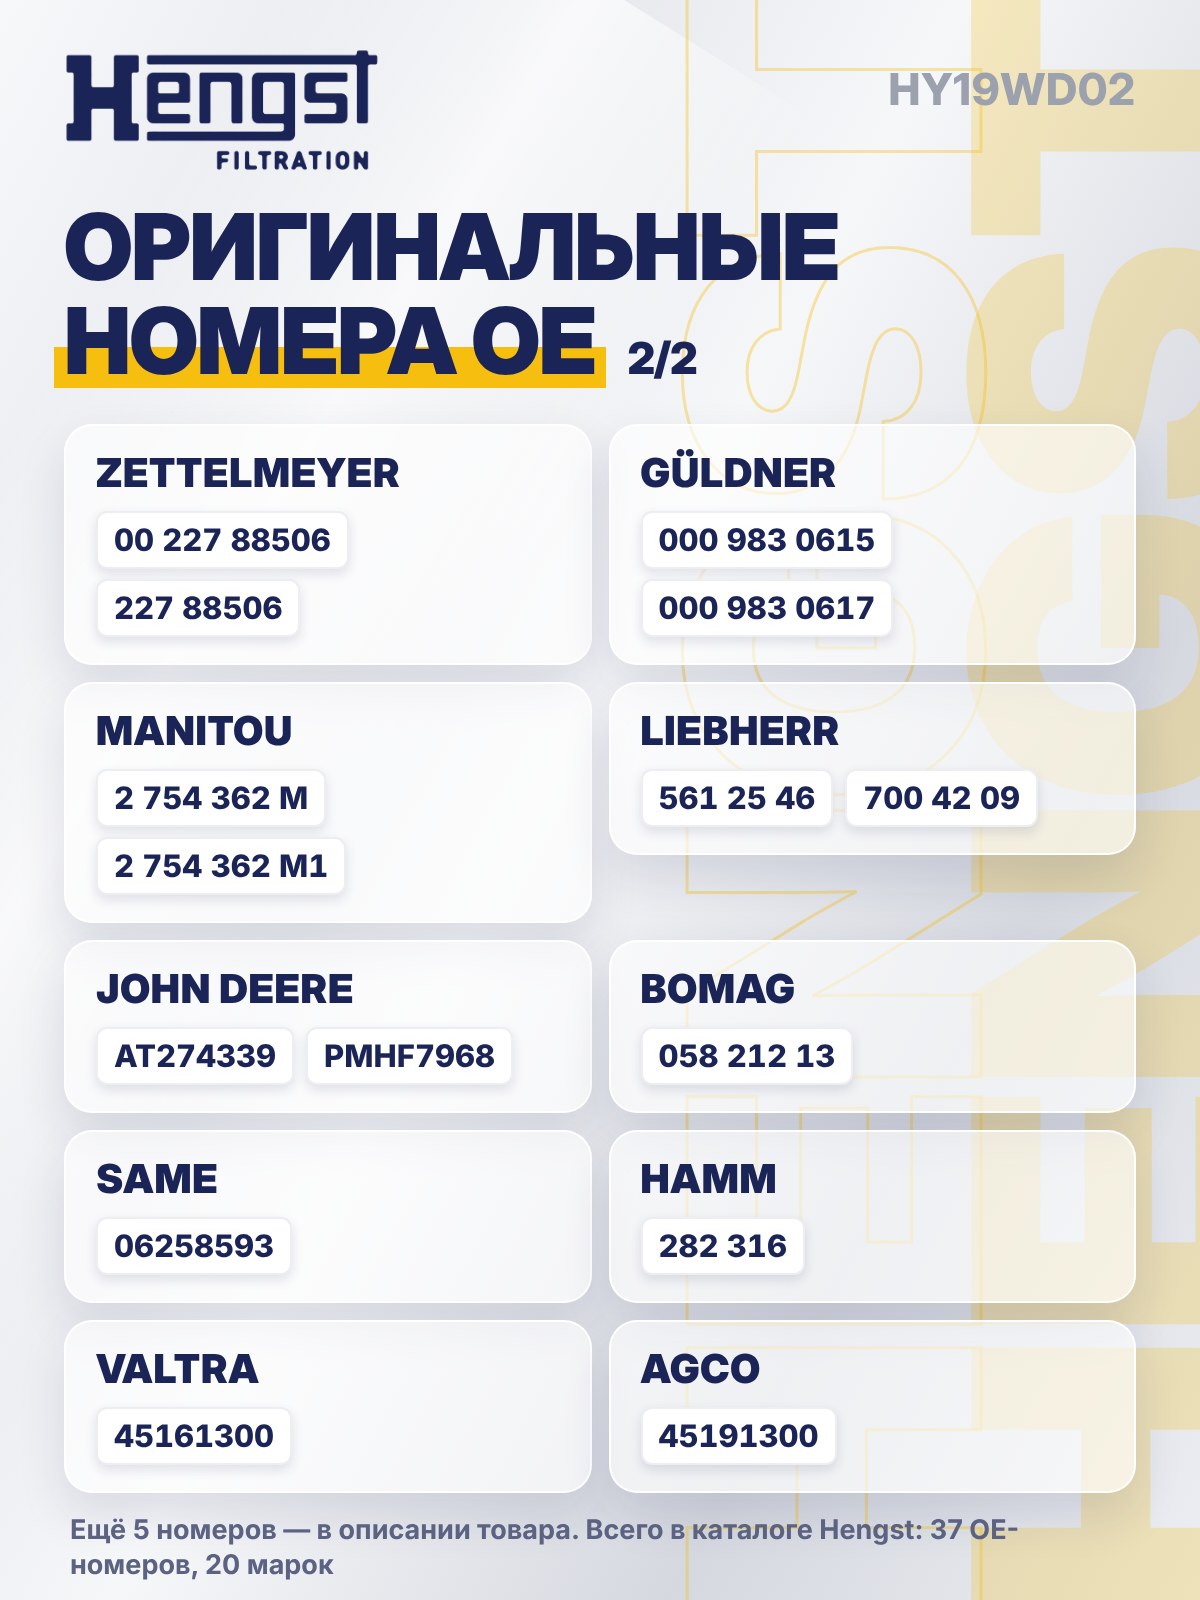 Hengst
FILTRATION
HY19WD02
ОРИГИНАЛЬНЫЕ
НОМЕРА OE 2/2
ZETTELMEYER
00 227 88506
227 88506
GÜLDNER
000 983 0615
000 983 0617
MANITOU
2 754 362 M
2 754 362 M1
LIEBHERR
561 25 46 700 42 09
JOHN DEERE
AT274339 PMHF7968
BOMAG
058 212 13
SAME
06258593
HAMM
282 316
VALTRA
45161300
AGCO
45191300
Ещё 5 номеров — в описании товара. Всего в каталоге Hengst: 37 OE-
номеров, 20 марок
HENGST
HENGST